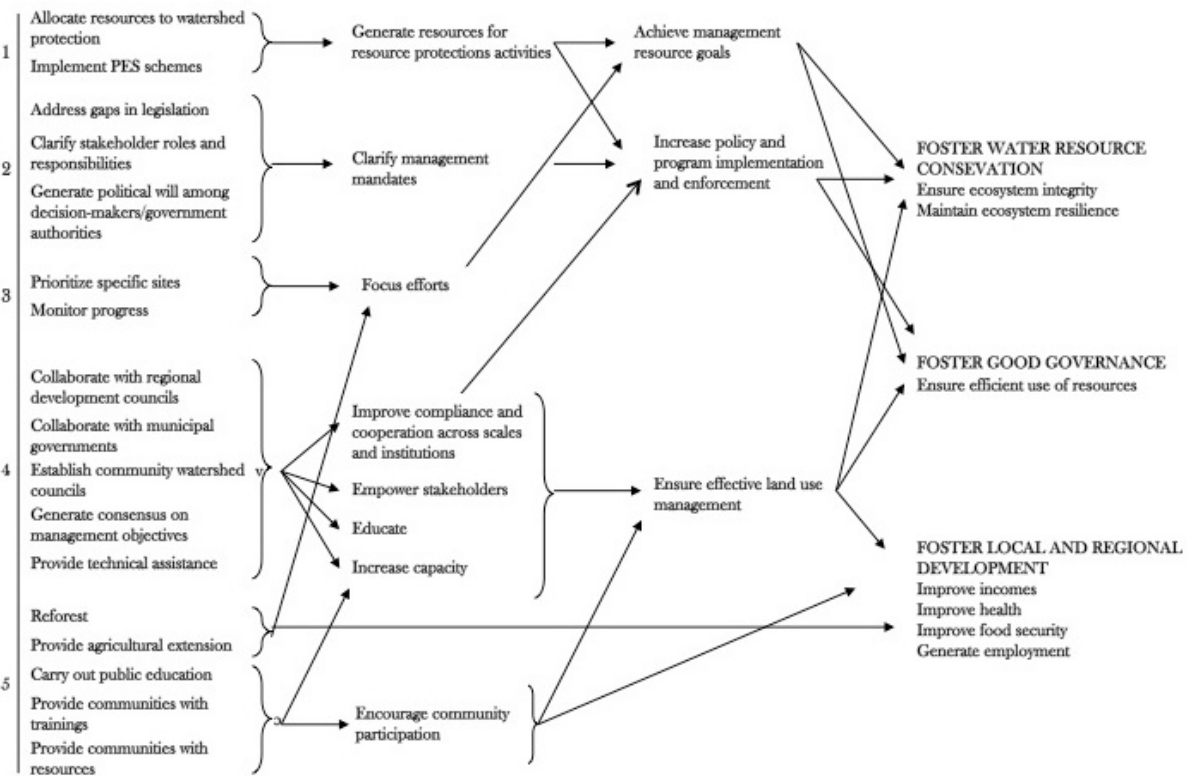 1
Allocate resources to watershed
protection
Implement PES schemes
2
Address gaps in legislation
Clarify stakeholder roles and
responsibilities
Generate political will among
decision-makers/government
authorities
3
Prioritize specific sites
Monitor progress
4
Collaborate with regional
development councils
Collaborate with municipal
governments
Establish community watershed
councils
Generate consensus on
management objectives
Provide technical assistance
5
Reforest
Provide agricultural extension
Carry out public education
Provide communities with
trainings
Provide communities with
resources
Generate resources for
resource protections activities
Clarify management
mandates
Focus efforts
Improve compliance and
cooperation across scales
and institutions
Empower stakeholders
Educate
Increase capacity
Encourage community
participation
Achieve management
resource goals
Increase policy and
program implementation
and enforcement
Ensure effective land use
management
FOSTER WATER RESOURCE
CONSEVATION
Ensure ecosystem integrity
Maintain ecosystem resilience
FOSTER GOOD GOVERNANCE
Ensure efficient use of resources
FOSTER LOCAL AND REGIONAL
DEVELOPMENT
Improve incomes
Improve health
Improve food security
Generate employment